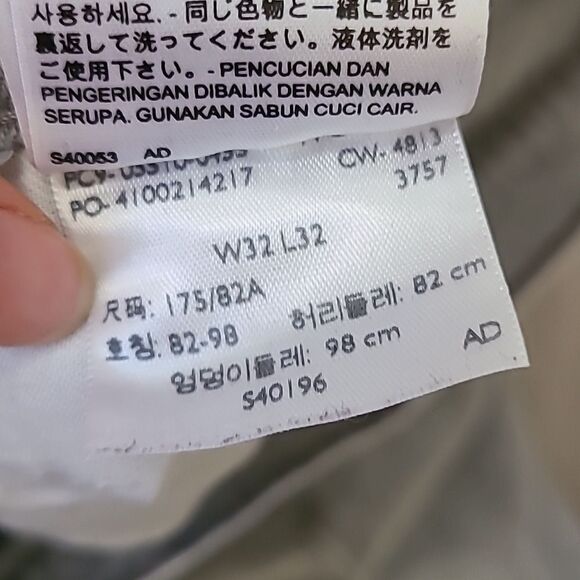 사용하세요. - 同じ色物と一緒に製品を
裏返して洗ってください。液体洗剤を
ご使用下さい。- PENCUCIAN DAN
PENGERINGAN DIBALIK DENGAN WARNA
SERUPA. GUNAKAN SABUN CUCI CAIR.
S40053 AD
CW- 4813
PO- 4100214217 3757
W32 L32
尺码: 175/82A
호칭: 82-98 허리둘레: 82 cm
엉덩이둘레: 98 cm AD
S40196